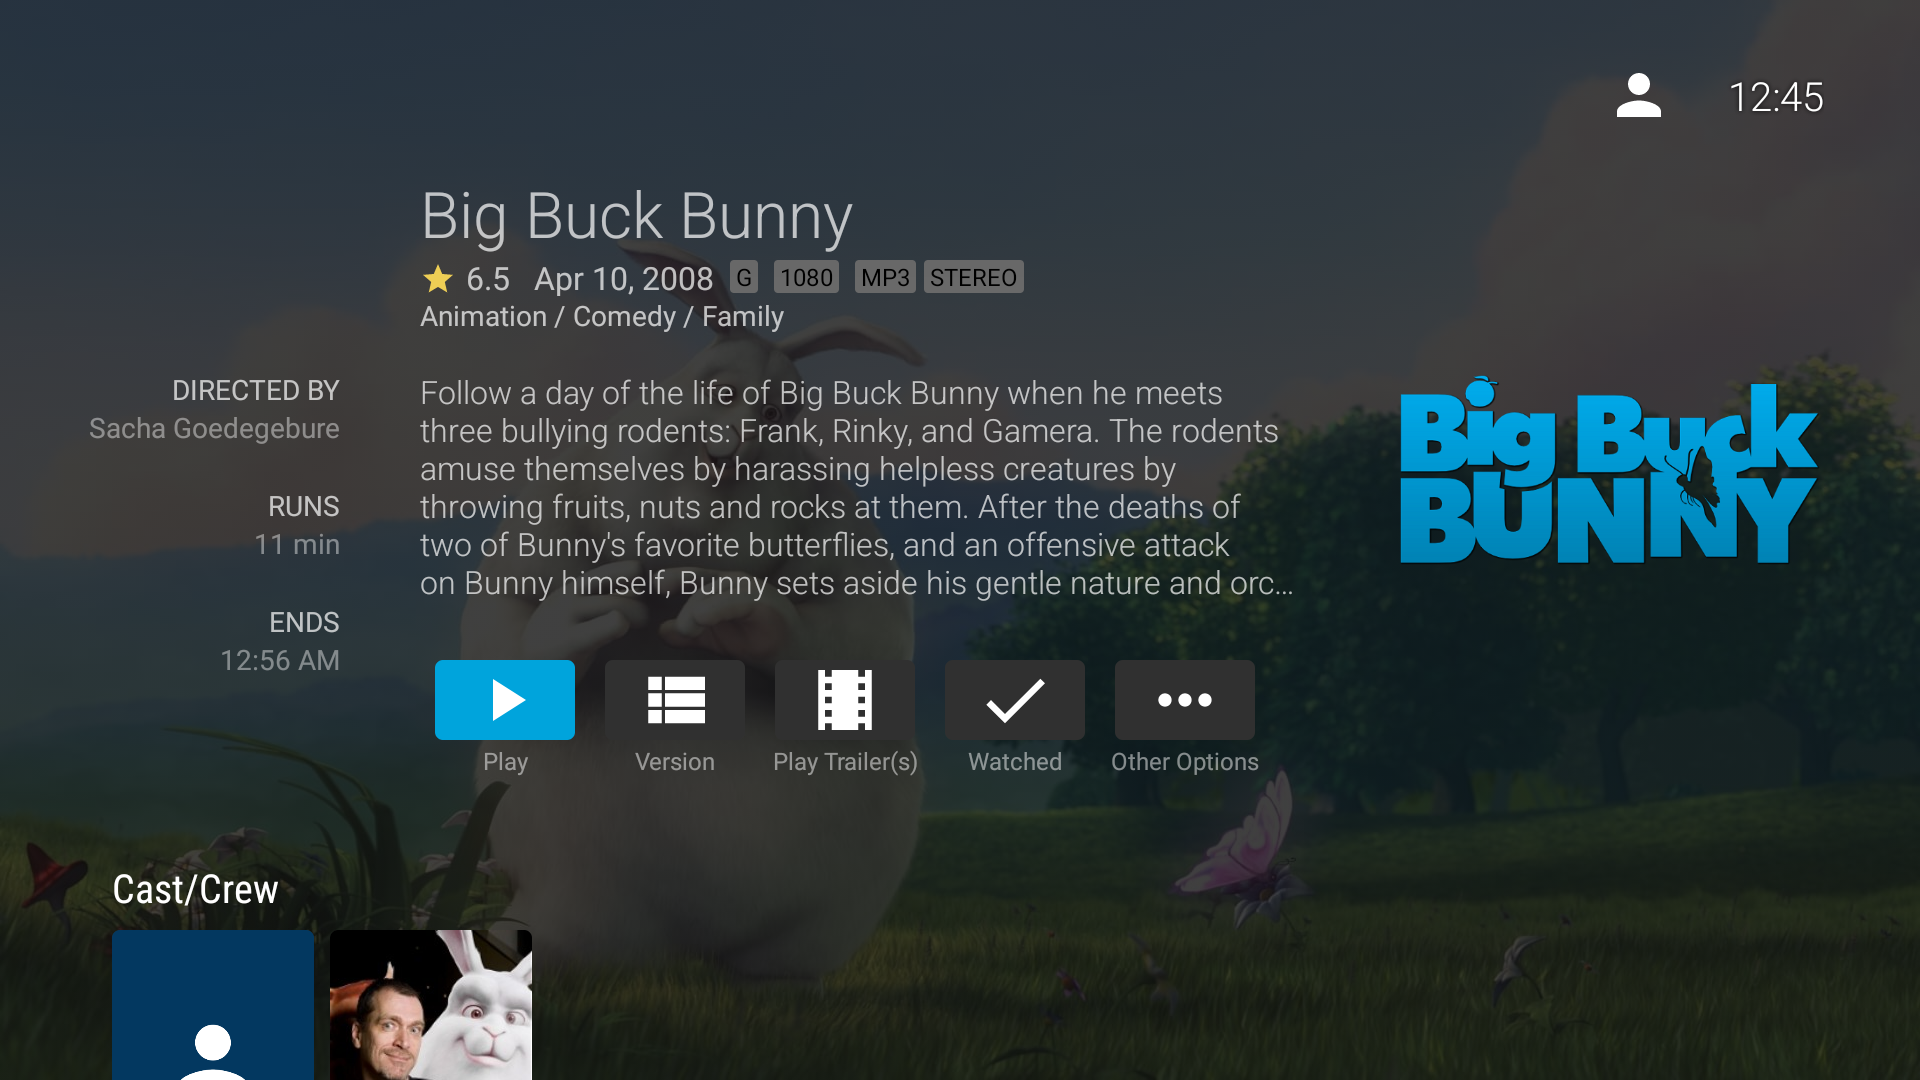 12:45
Big Buck Bunny
6.5 Apr 10, 2008 G 1080 MP3 STEREO
Animation / Comedy / Family
DIRECTED BY
Sacha Goedegebure
RUNS
11 min
ENDS
12:56 AM
Follow a day of the life of Big Buck Bunny when he meets
three bullying rodents: Frank, Rinky, and Gamera. The rodents
amuse themselves by harassing helpless creatures by
throwing fruits, nuts and rocks at them. After the deaths of
two of Bunny's favorite butterflies, and an offensive attack
on Bunny himself, Bunny sets aside his gentle nature and orc...
Big Buck
BUNNY
Play Version Play Trailer(s) Watched Other Options
Cast/Crew